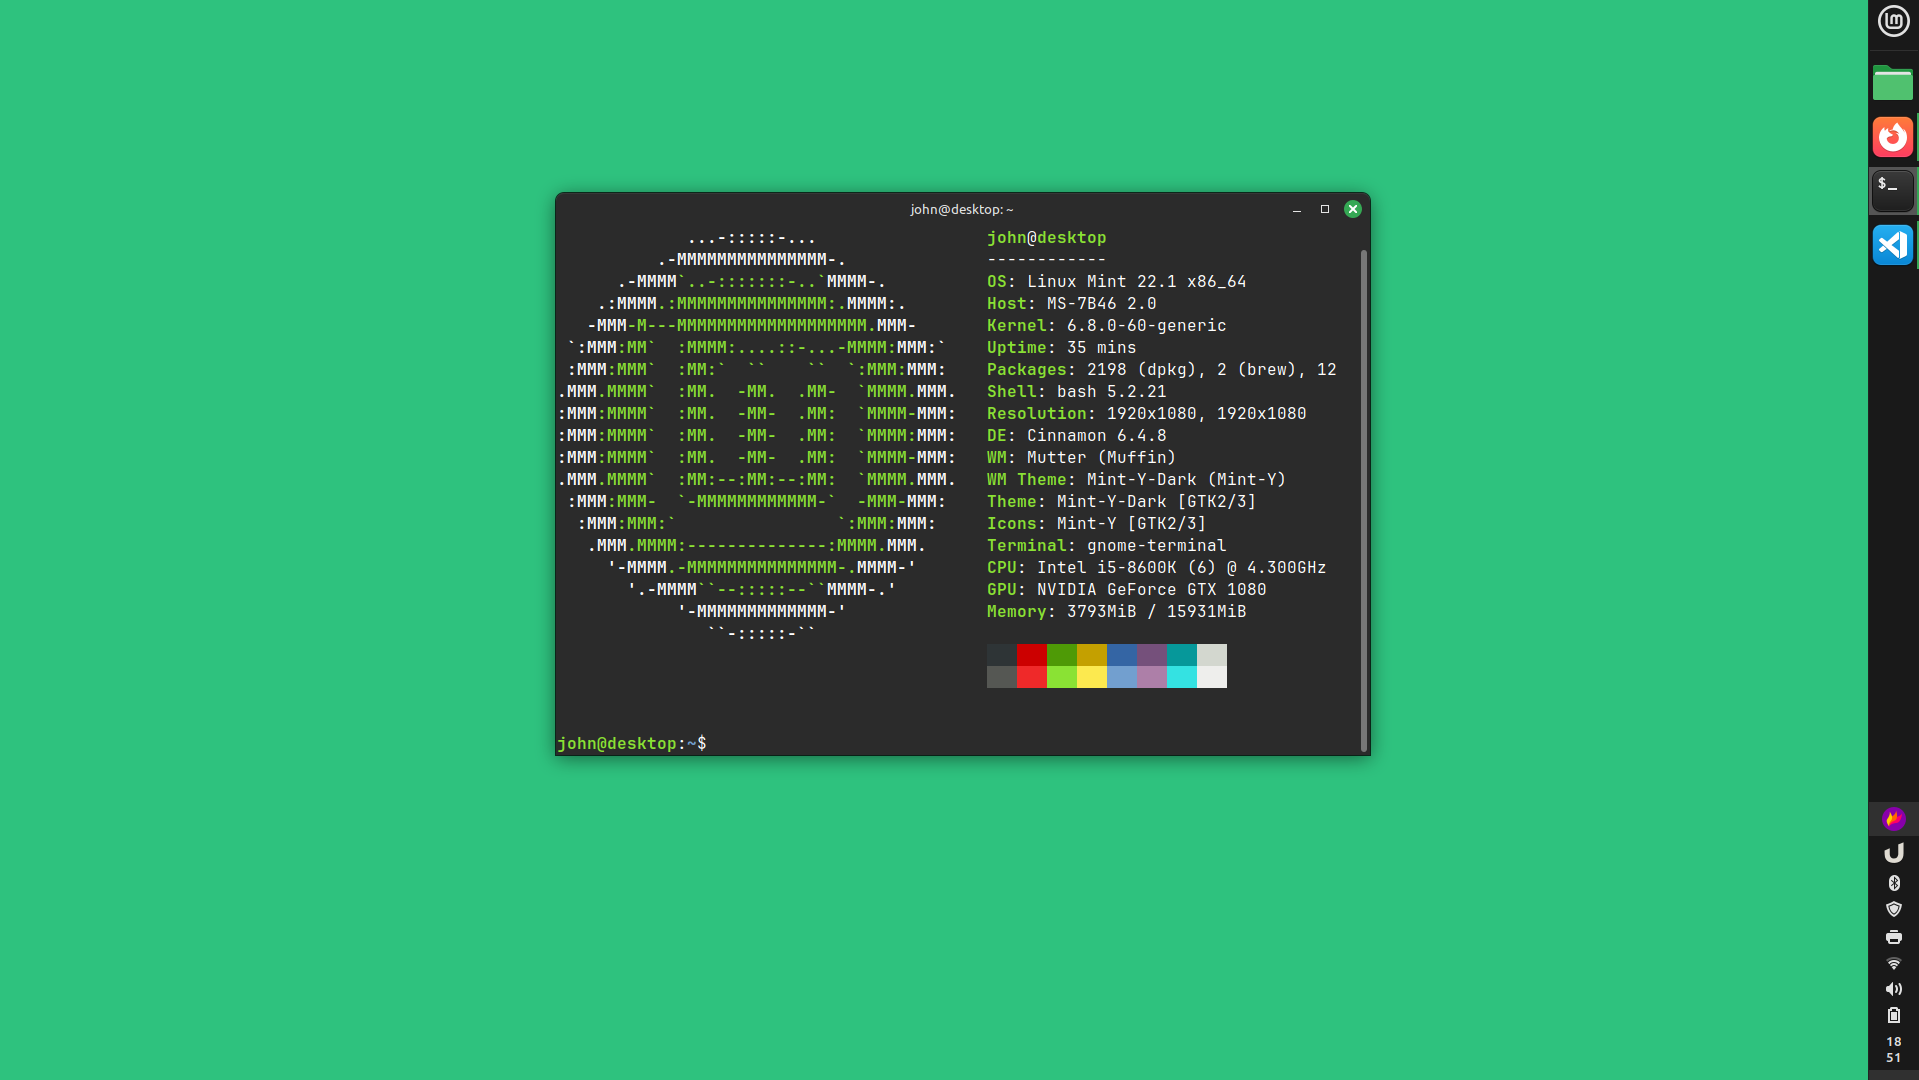 john@desktop: ~
...-:::::-...
.-MMMMMMMMMMMMMMM-.
.-MMMM`..-:::::::-..`MMMM-.
.:MMMM.:MMMMMMMMMMMMMMM:.MMMM:.
-MMM-M---MMMMMMMMMMMMMMMMMMM.MMM-
`:MMM:MM`  :MMMM:....::-...-MMMM:MMM:`
:MMM:MMM`  :MM:`  ``    ``  `:MMM:MMM:
.MMM.MMMM`  :MM.  -MM.  .MM-  `MMMM.MMM.
:MMM:MMMM`  :MM.  -MM-  .MM:  `MMMM-MMM:
:MMM:MMMM`  :MM.  -MM-  .MM:  `MMMM:MMM:
:MMM:MMMM`  :MM.  -MM-  .MM:  `MMMM-MMM:
.MMM.MMMM`  :MM:--:MM:--:MM:  `MMMM.MMM.
:MMM:MMM-  `-MMMMMMMMMMMM-`  -MMM-MMM:
:MMM:MMM:`                `:MMM:MMM:
.MMM.MMMM:--------------:MMMM.MMM.
'-MMMM.-MMMMMMMMMMMMMMM-.MMMM-'
'.-MMMM``--:::::--``MMMM-.'
'-MMMMMMMMMMMMM-'
``-:::::-``
john@desktop
------------
OS: Linux Mint 22.1 x86_64
Host: MS-7B46 2.0
Kernel: 6.8.0-60-generic
Uptime: 35 mins
Packages: 2198 (dpkg), 2 (brew), 12
Shell: bash 5.2.21
Resolution: 1920x1080, 1920x1080
DE: Cinnamon 6.4.8
WM: Mutter (Muffin)
WM Theme: Mint-Y-Dark (Mint-Y)
Theme: Mint-Y-Dark [GTK2/3]
Icons: Mint-Y [GTK2/3]
Terminal: gnome-terminal
CPU: Intel i5-8600K (6) @ 4.300GHz
GPU: NVIDIA GeForce GTX 1080
Memory: 3793MiB / 15931MiB
john@desktop:~$
$_
18
51